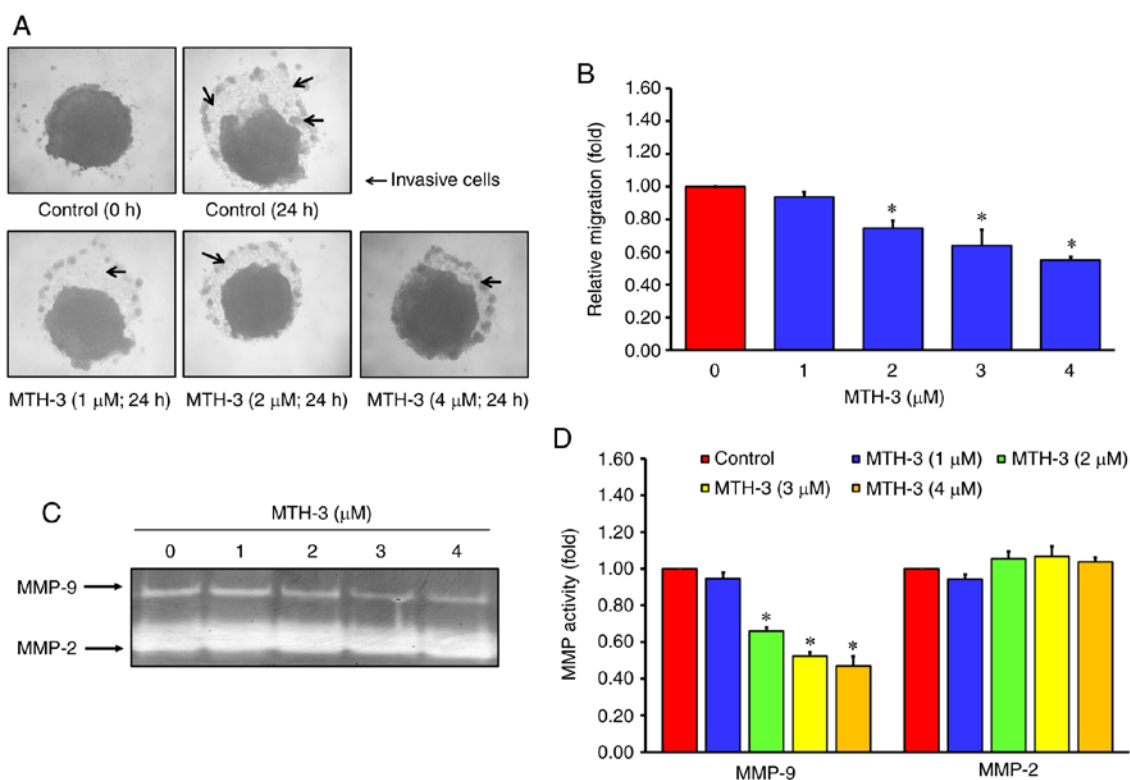 A
Control (0 h)
Control (24 h)
← Invasive cells
MTH-3 (1 μM; 24 h)
MTH-3 (2 μM; 24 h)
MTH-3 (4 μM; 24 h)
B
Relative migration (fold)
1.60
1.40
1.20
1.00
0.80
0.60
0.40
0.20
0.00
*
*
*
0 1 2 3 4
MTH-3 (μM)
C
MTH-3 (μM)
0 1 2 3 4
MMP-9
MMP-2
D
MMP activity (fold)
1.60
1.40
1.20
1.00
0.80
0.60
0.40
0.20
0.00
Control MTH-3 (1 μM) MTH-3 (2 μM)
MTH-3 (3 μM) MTH-3 (4 μM)
*
*
*
MMP-9 MMP-2